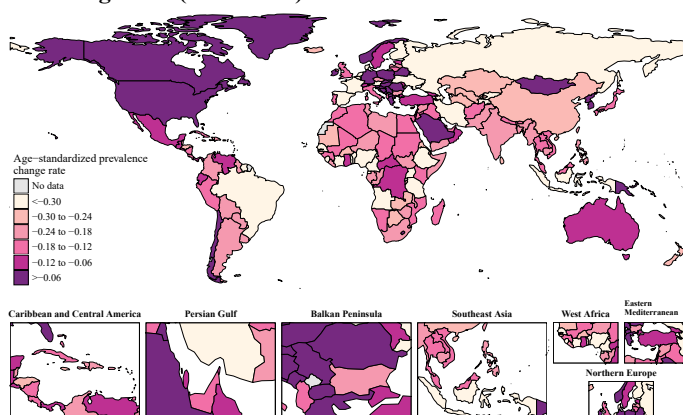 Age−standardized prevalence
change rate
No data
<−0.30
−0.30 to −0.24
−0.24 to −0.18
−0.18 to −0.12
−0.12 to −0.06
>−0.06
Caribbean and Central America
Persian Gulf
Balkan Peninsula
Southeast Asia
West Africa
Eastern
Mediterranean
Northern Europe